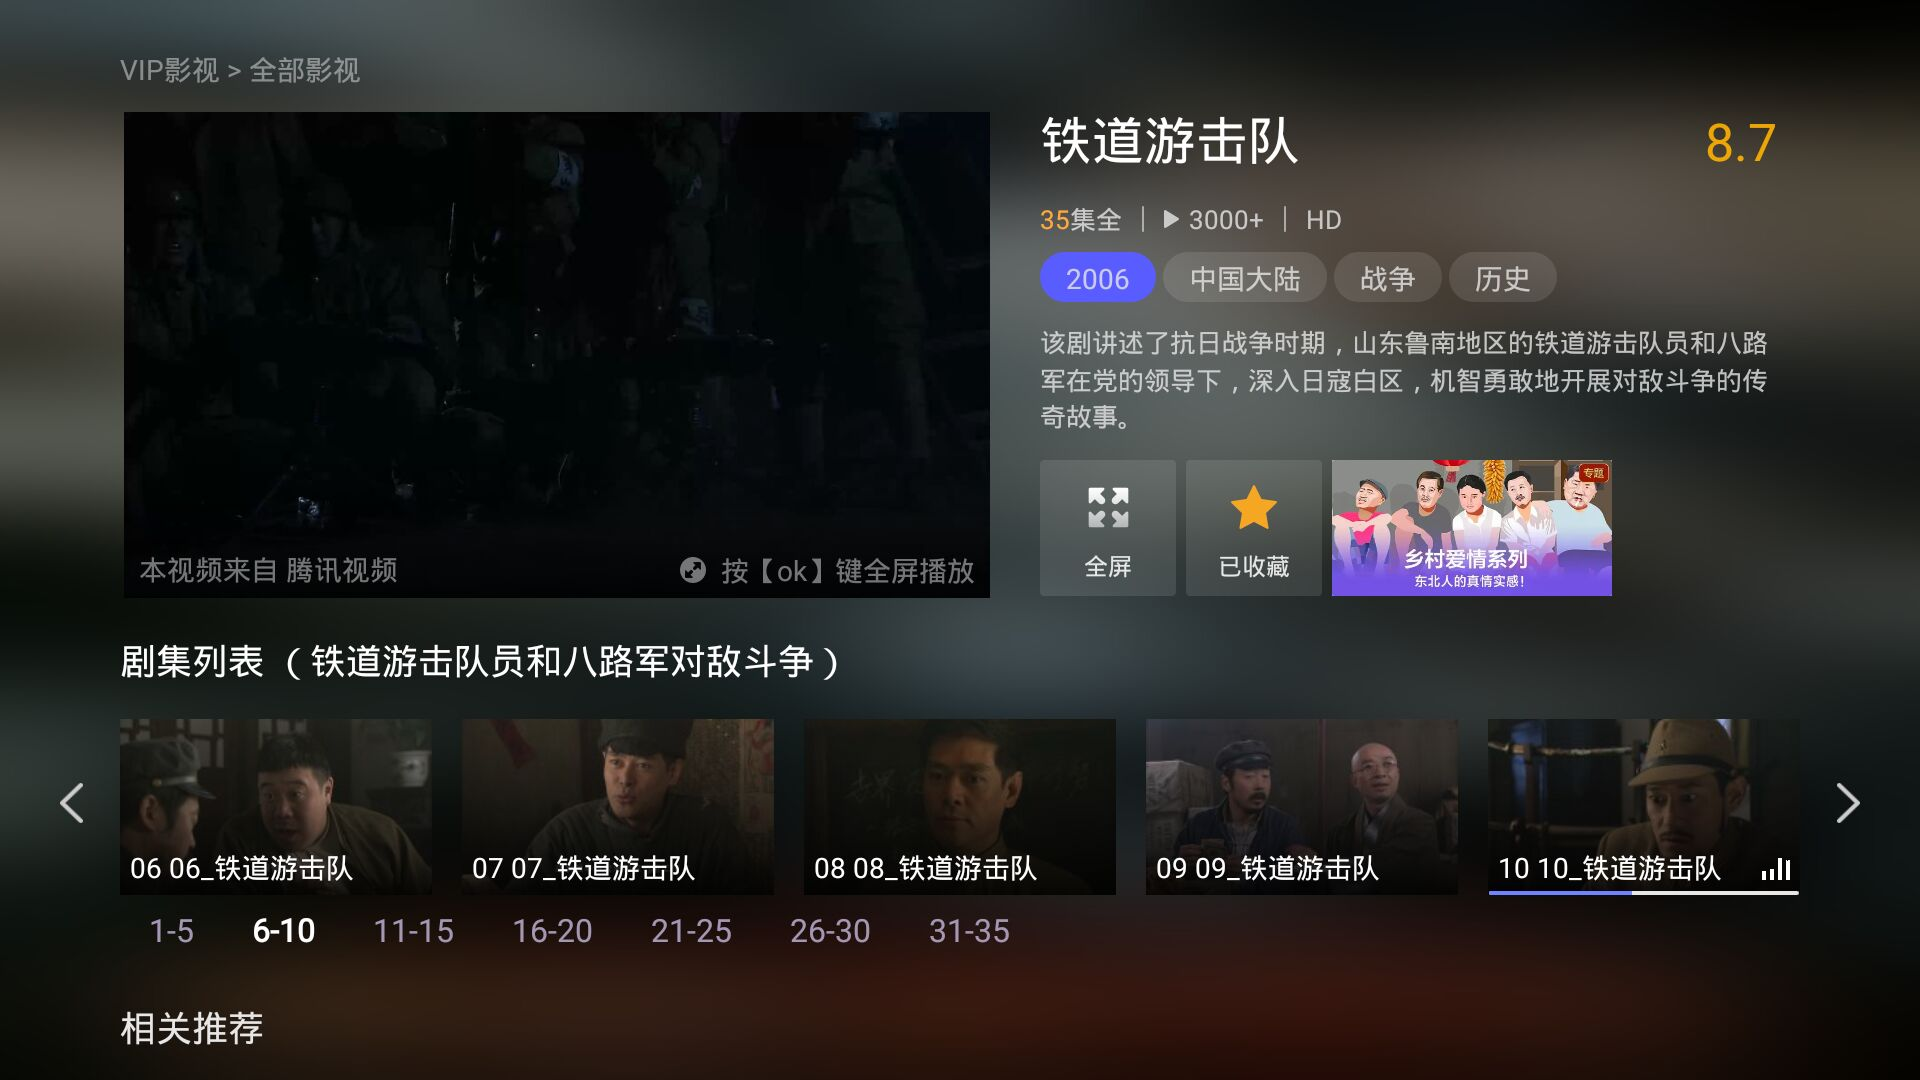 VIP影视 > 全部影视
本视频来自 腾讯视频
按【ok】键全屏播放
铁道游击队
8.7
35集全 | 3000+ | HD
2006 中国大陆 战争 历史
该剧讲述了抗日战争时期，山东鲁南地区的铁道游击队员和八路
军在党的领导下，深入日寇白区，机智勇敢地开展对敌斗争的传
奇故事。
全屏
已收藏
专题
乡村爱情系列
东北人的真情实感！
剧集列表 （铁道游击队员和八路军对敌斗争）
06 06_铁道游击队
07 07_铁道游击队
08 08_铁道游击队
09 09_铁道游击队
10 10_铁道游击队
1-5 6-10 11-15 16-20 21-25 26-30 31-35
相关推荐